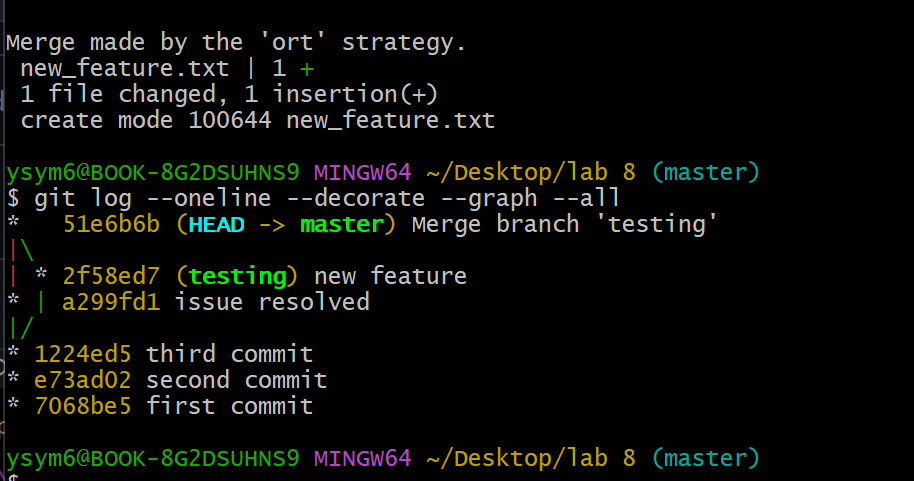 Merge made by the 'ort' strategy.
 new_feature.txt | 1 +
 1 file changed, 1 insertion(+)
 create mode 100644 new_feature.txt

ysym6@BOOK-8G2DSUHNS9 MINGW64 ~/Desktop/lab 8 (master)
$ git log --oneline --decorate --graph --all
*   51e6b6b (HEAD -> master) Merge branch 'testing'
|\
| * 2f58ed7 (testing) new feature
* | a299fd1 issue resolved
|/
* 1224ed5 third commit
* e73ad02 second commit
* 7068be5 first commit

ysym6@BOOK-8G2DSUHNS9 MINGW64 ~/Desktop/lab 8 (master)
$